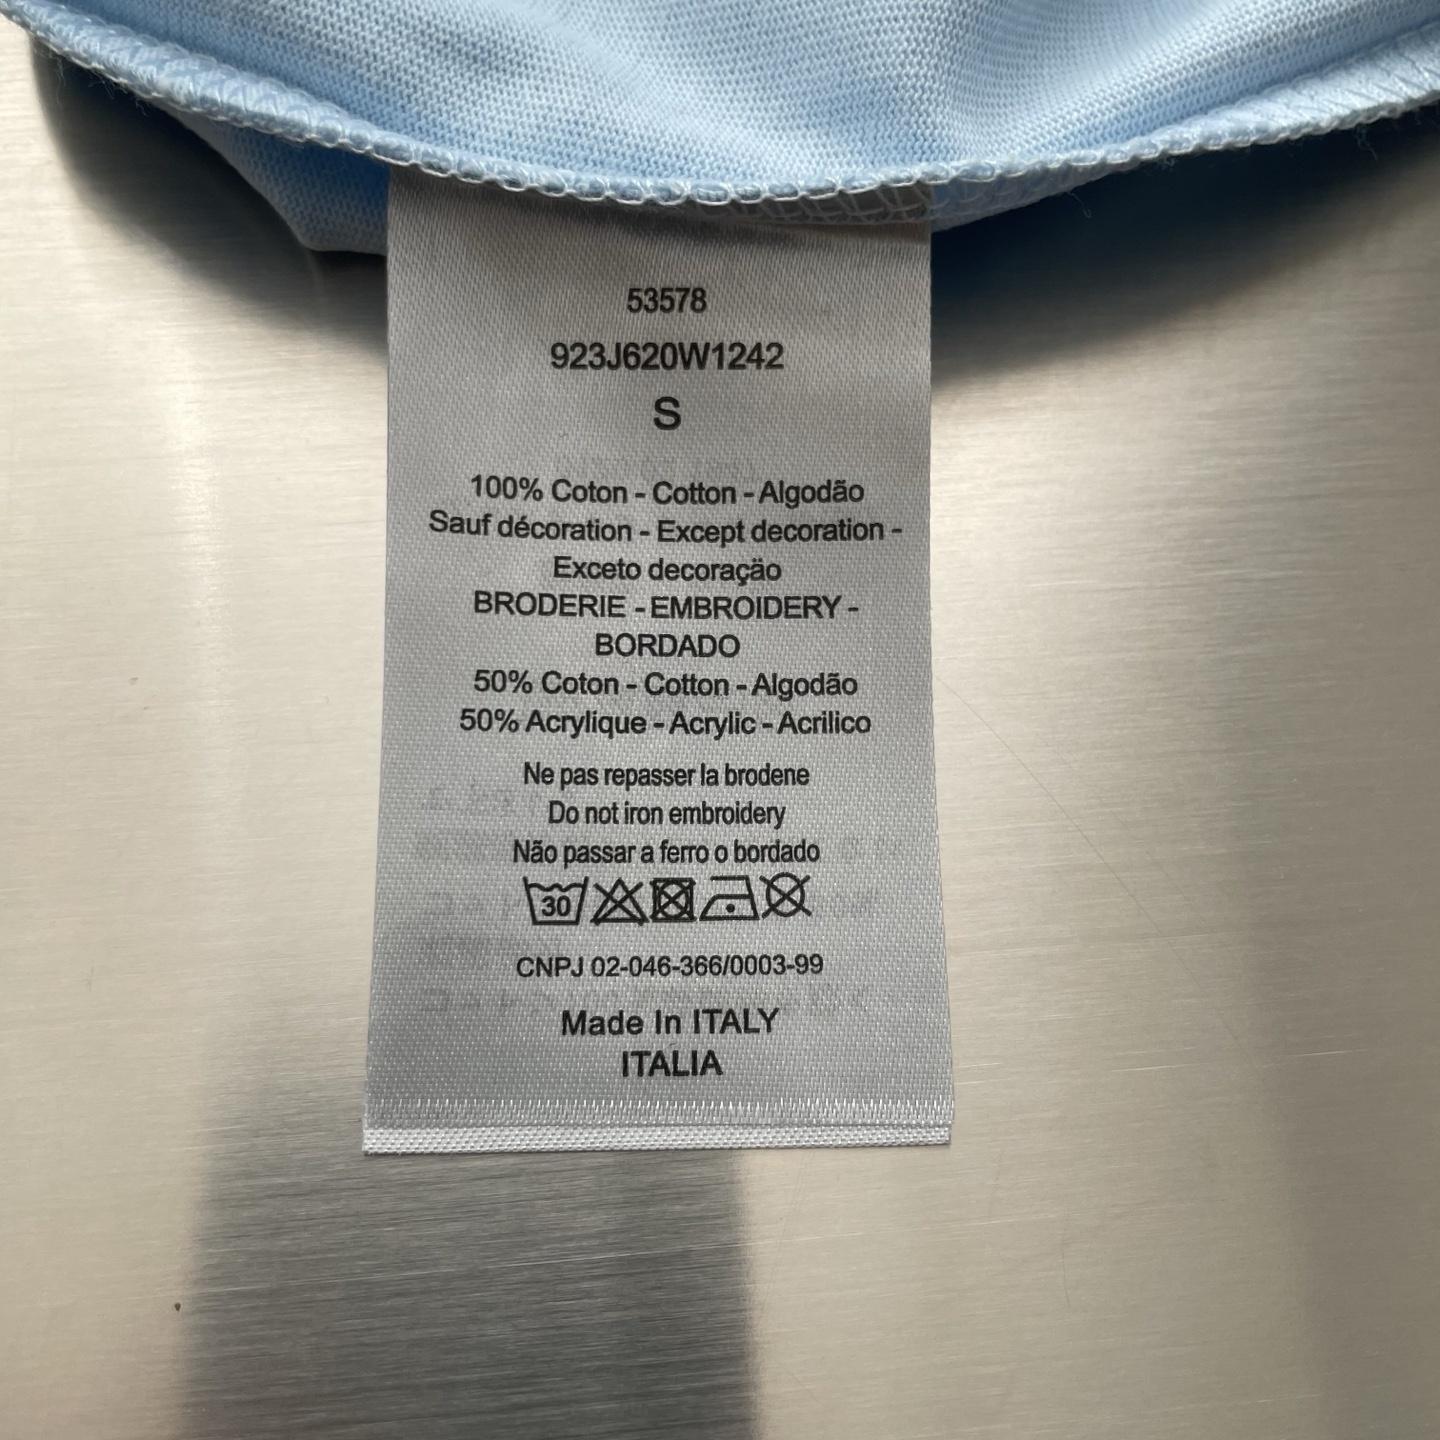 53578
923J620W1242
S
100% Coton - Cotton - Algodão
Sauf décoration - Except decoration -
Exceto decoração
BRODERIE - EMBROIDERY -
BORDADO
50% Coton - Cotton - Algodão
50% Acrylique - Acrylic - Acrilico
Ne pas repasser la brodene
Do not iron embroidery
Não passar a ferro o bordado
30
CNPJ 02-046-366/0003-99
Made In ITALY
ITALIA